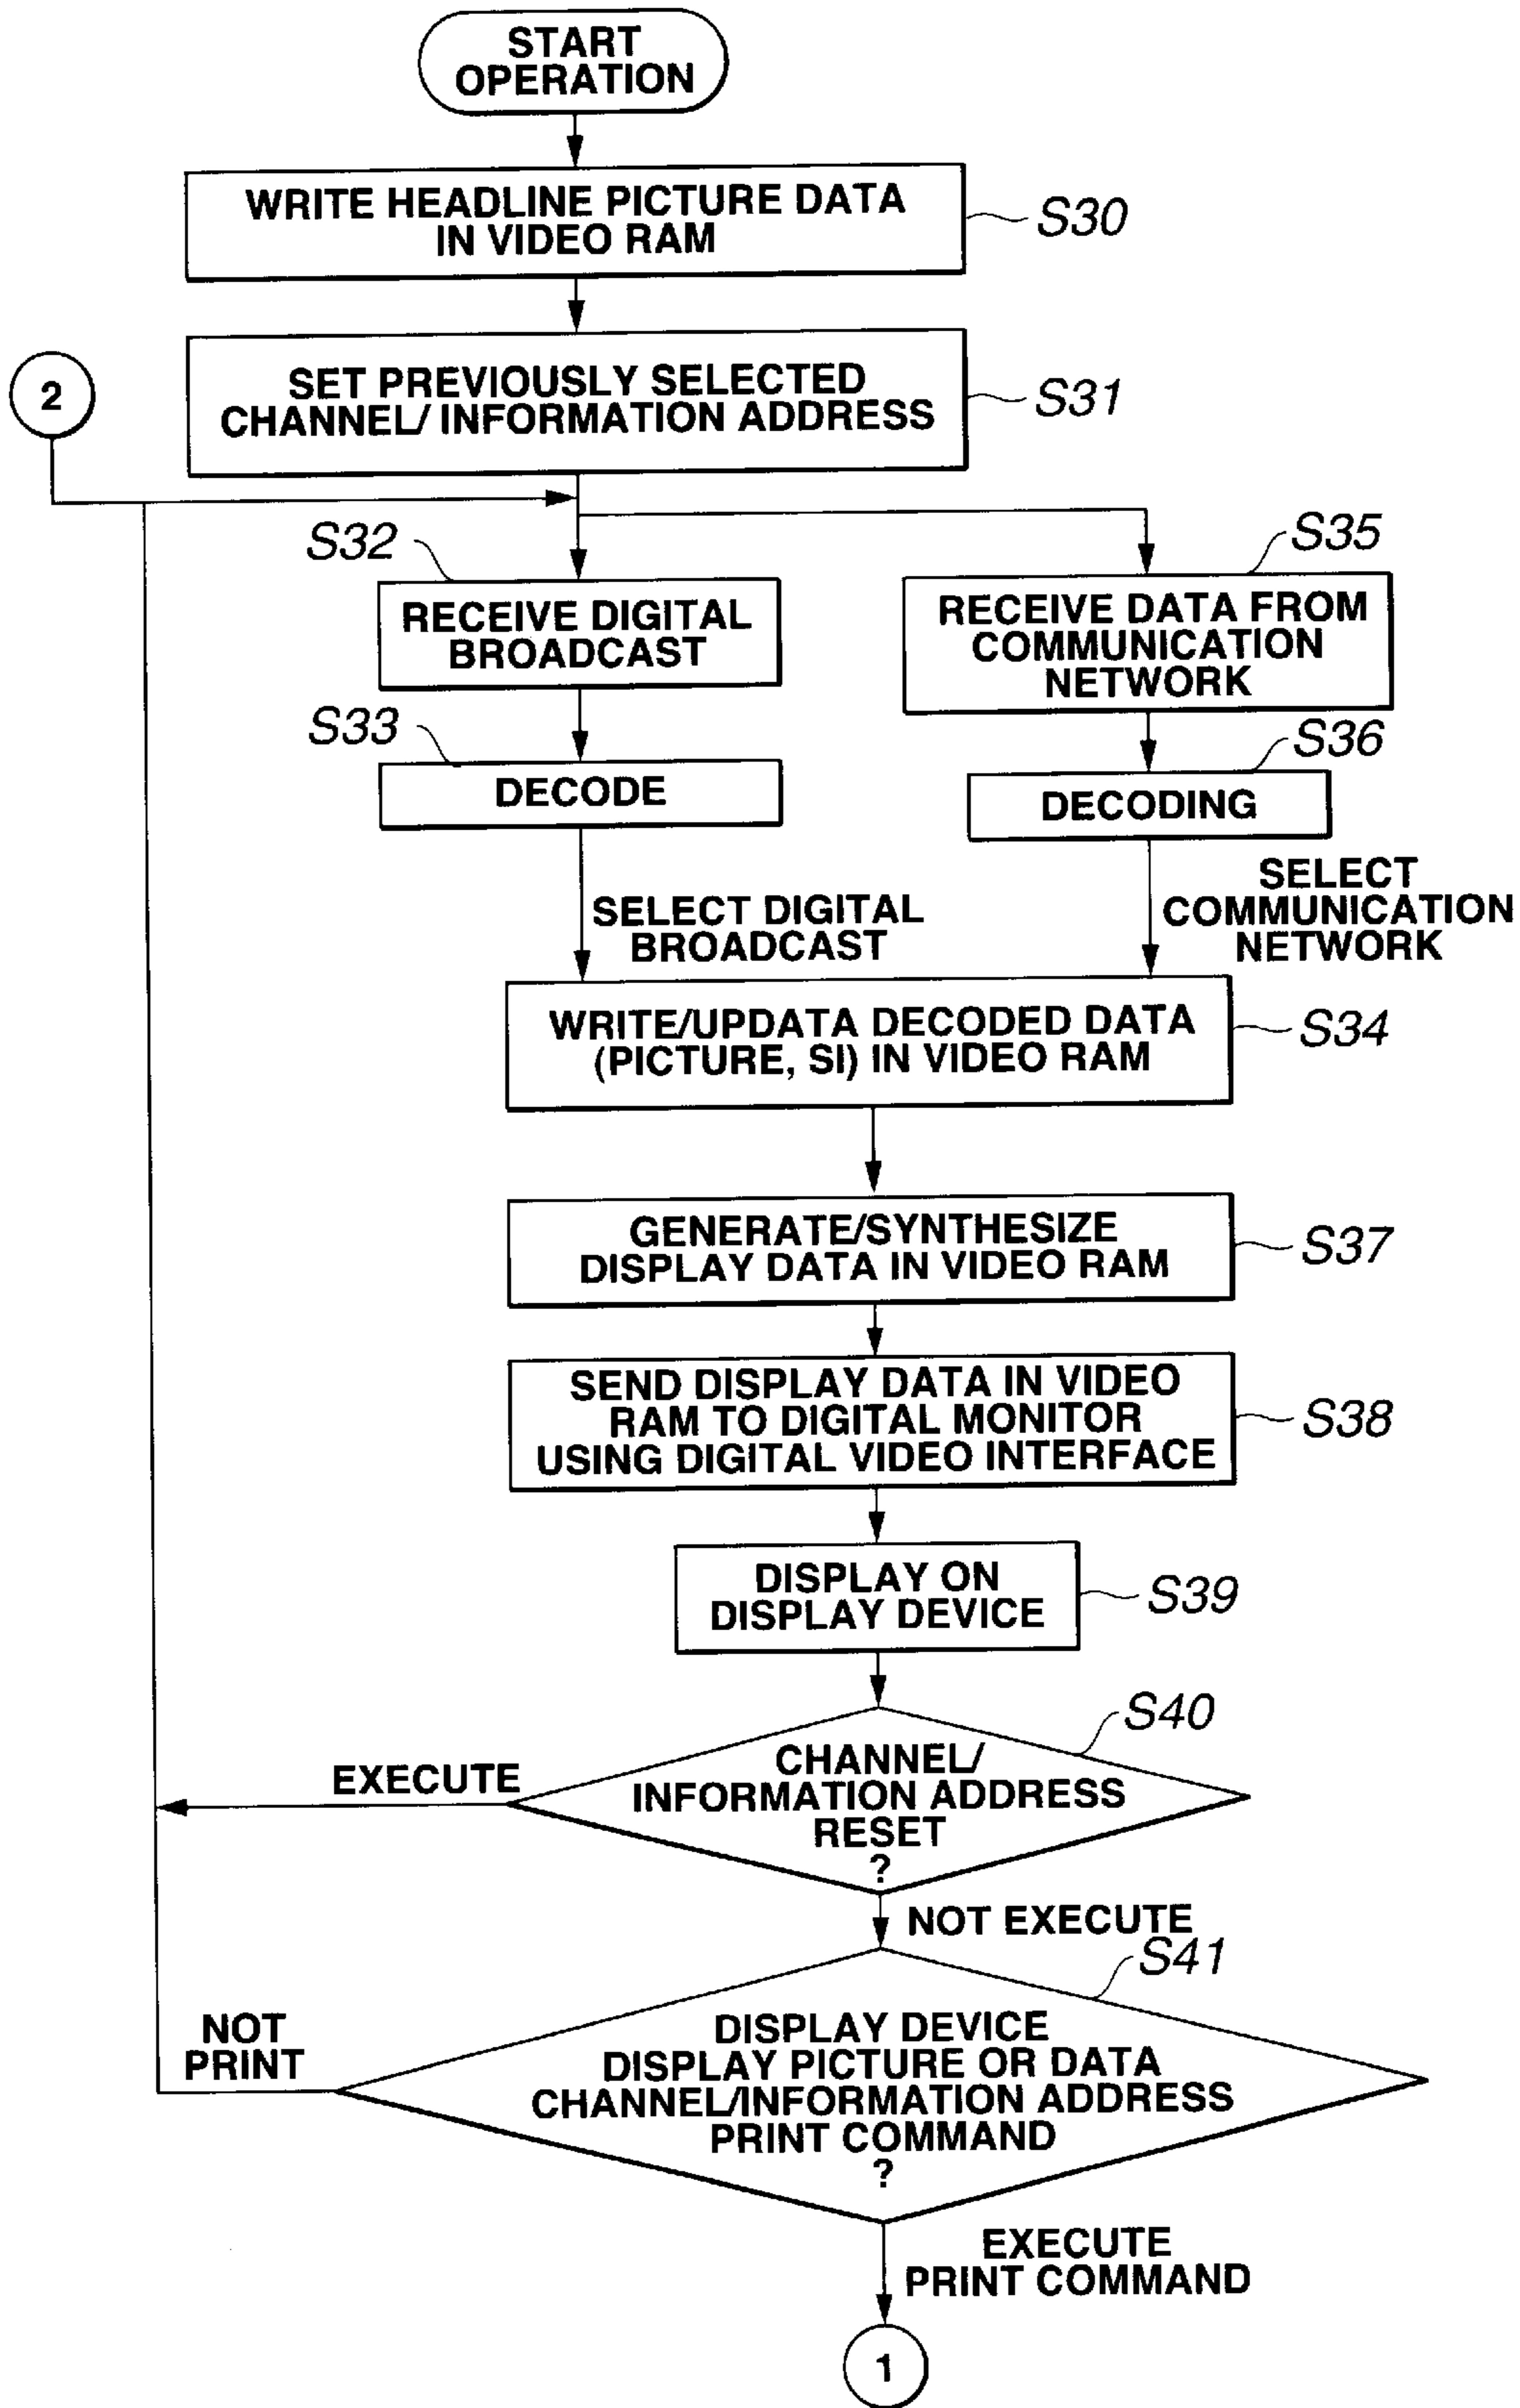 START
OPERATION
WRITE HEADLINE PICTURE DATA
IN VIDEO RAM
S30
SET PREVIOUSLY SELECTED
CHANNEL/ INFORMATION ADDRESS
S31
2
S32
RECEIVE DIGITAL
BROADCAST
S35
RECEIVE DATA FROM
COMMUNICATION
NETWORK
S33
DECODE
S36
DECODING
SELECT DIGITAL
BROADCAST
SELECT
COMMUNICATION
NETWORK
WRITE/UPDATA DECODED DATA
(PICTURE, SI) IN VIDEO RAM
S34
GENERATE/SYNTHESIZE
DISPLAY DATA IN VIDEO RAM
S37
SEND DISPLAY DATA IN VIDEO
RAM TO DIGITAL MONITOR
USING DIGITAL VIDEO INTERFACE
S38
DISPLAY ON
DISPLAY DEVICE
S39
S40
CHANNEL/
INFORMATION ADDRESS
RESET
?
EXECUTE
NOT EXECUTE
S41
DISPLAY DEVICE
DISPLAY PICTURE OR DATA
CHANNEL/INFORMATION ADDRESS
PRINT COMMAND
?
NOT
PRINT
EXECUTE
PRINT COMMAND
1